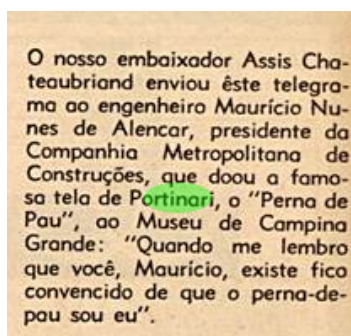 O nosso embaixador Assis Cha-
teaubriand enviou êste telegra-
ma ao engenheiro Maurício Nu-
nes de Alencar, presidente da
Companhia Metropolitana de
Construções, que doou a famo-
sa tela de Portinari, o "Perna de
Pau", ao Museu de Campina
Grande: "Quando me lembro
que você, Maurício, existe fico
convencido de que o perna-de-
pau sou eu".